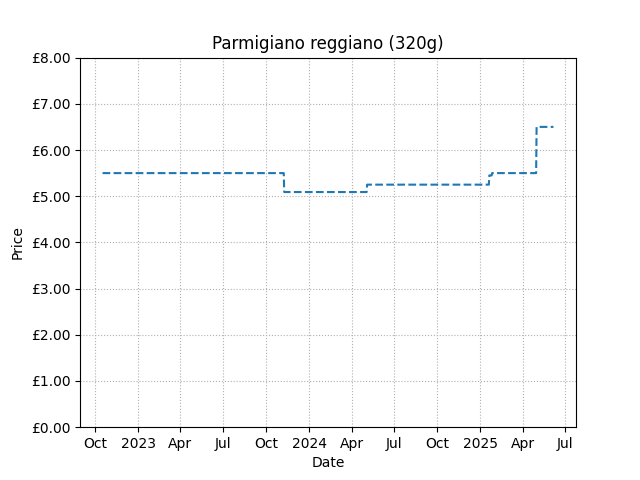 Parmigiano reggiano (320g)
£8.00
£7.00
£6.00
£5.00
£4.00
£3.00
£2.00
£1.00
£0.00
Price
Oct 2023 Apr Jul Oct 2024 Apr Jul Oct 2025 Apr Jul
Date